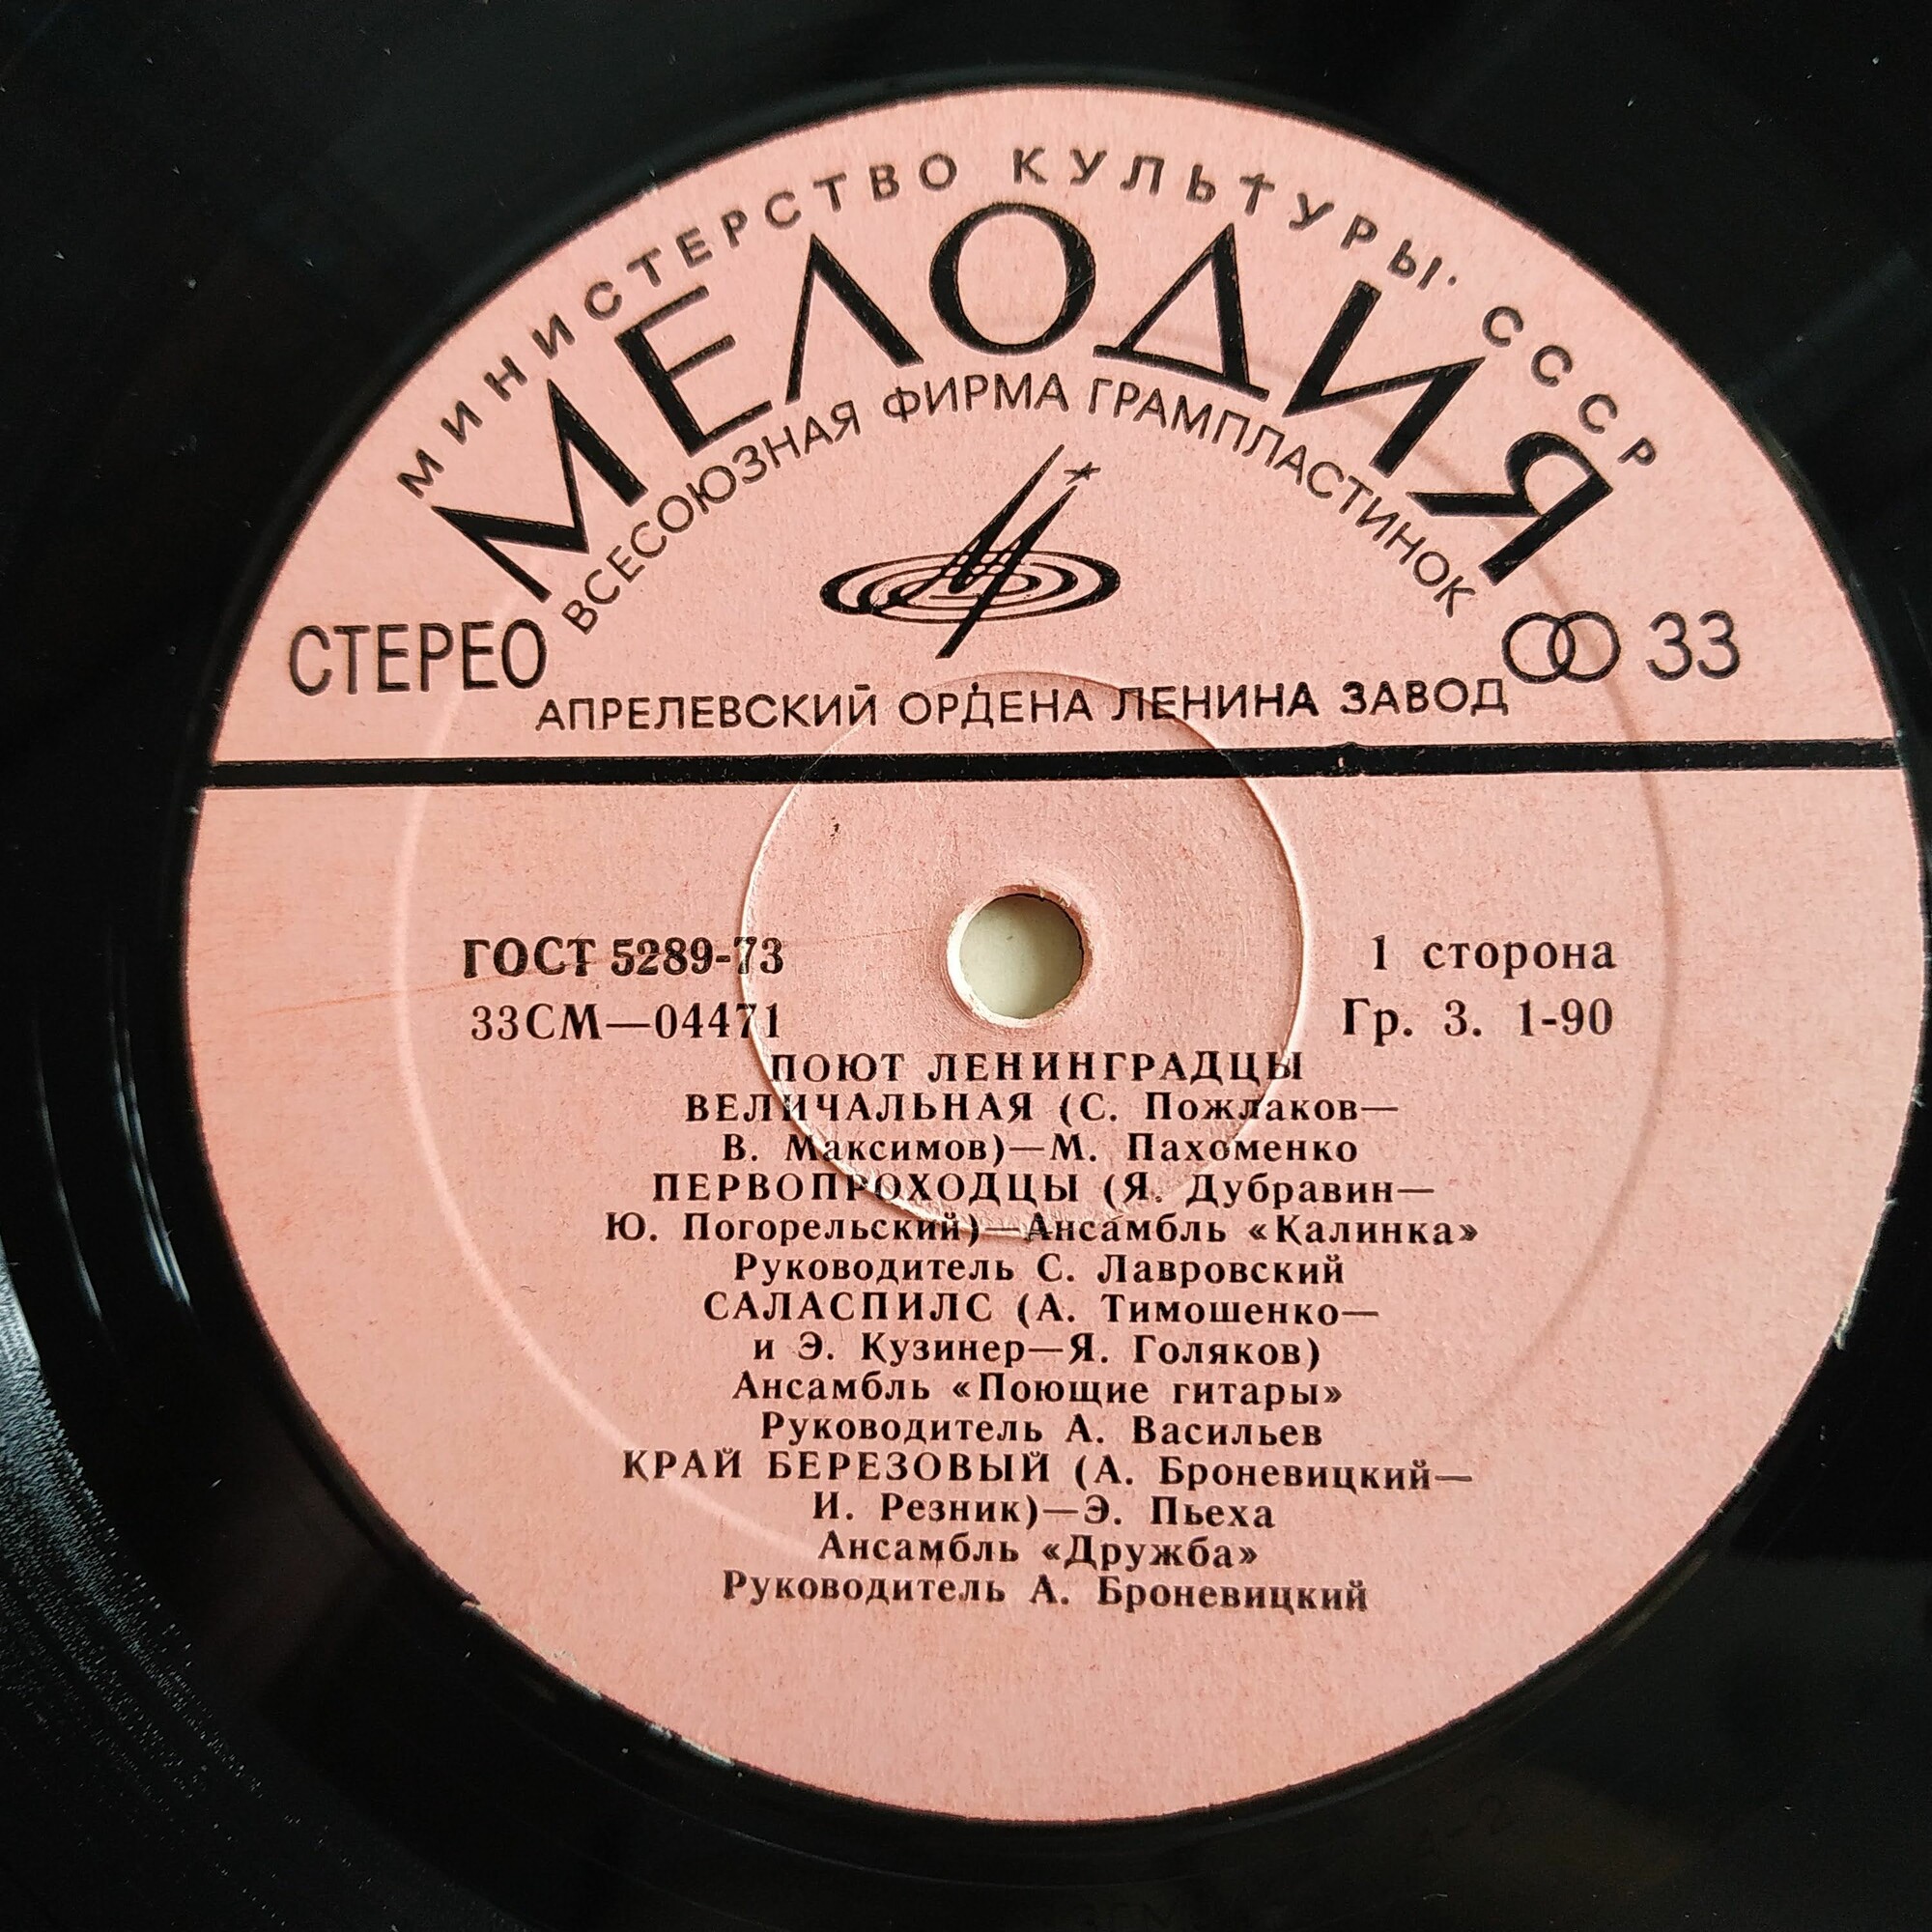 МИНИСТЕРСТВО КУЛЬТУРЫ СССР
МЕЛОДИЯ
ВСЕСОЮЗНАЯ ФИРМА ГРАМПЛАСТИНОК
СТЕРЕО
33
АПРЕЛЕВСКИЙ ОРДЕНА ЛЕНИНА ЗАВОД
ГОСТ 5289-73
1 сторона
33СМ—04471
Гр. 3. 1-90
ПОЮТ ЛЕНИНГРАДЦЫ
ВЕЛИЧАЛЬНАЯ (С. Пожлаков—
В. Максимов)—М. Пахоменко
ПЕРВОПРОХОДЦЫ (Я. Дубравин—
Ю. Погорельский)—Ансамбль «Калинка»
Руководитель С. Лавровский
САЛАСПИЛС (А. Тимошенко—
и Э. Кузинер—Я. Голяков)
Ансамбль «Поющие гитары»
Руководитель А. Васильев
КРАЙ БЕРЕЗОВЫЙ (А. Броневицкий—
И. Резник)—Э. Пьеха
Ансамбль «Дружба»
Руководитель А. Броневицкий